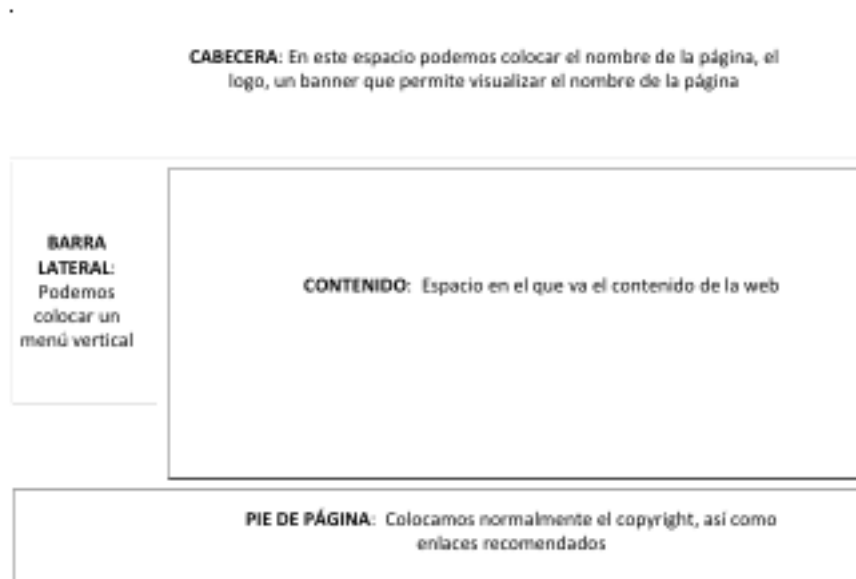 CABECERA: En este espacio podemos colocar el nombre de la página, el
logo, un banner que permite visualizar el nombre de la página
BARRA
LATERAL:
Podemos
colocar un
menú vertical
CONTENIDO: Espacio en el que va el contenido de la web
PIE DE PÁGINA: Colocamos normalmente el copyright, así como
enlaces recomendados